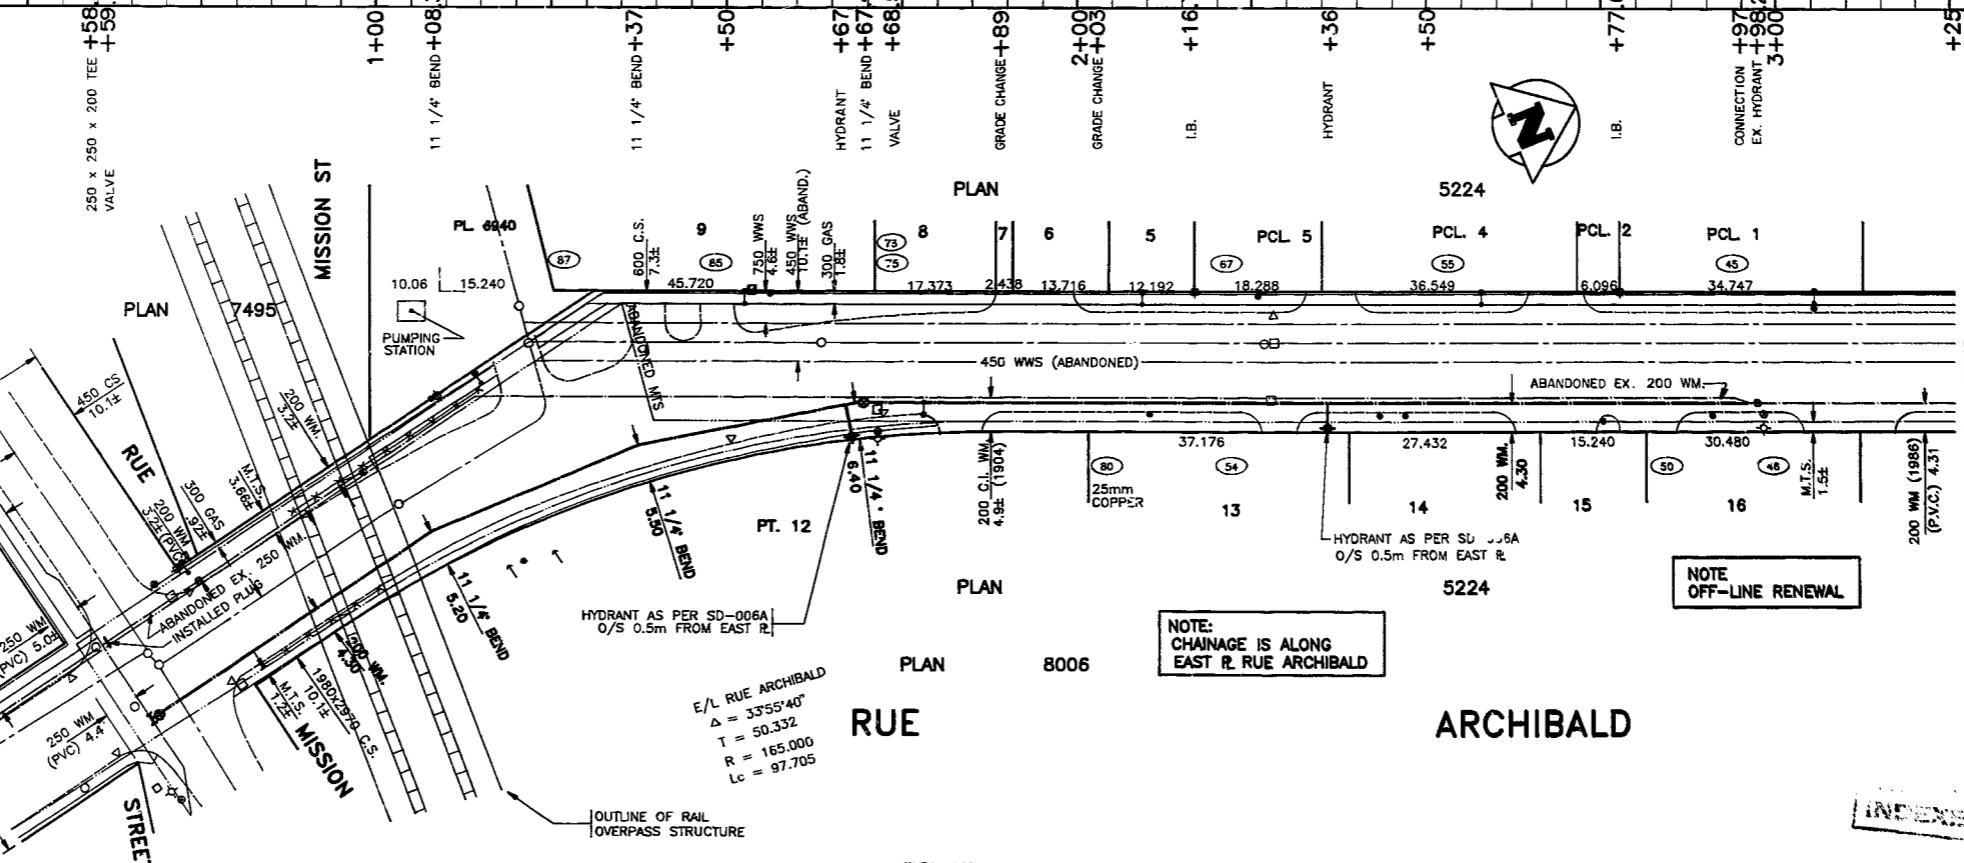 +59.
1+00
+37
+50
+67
+89
2+00
+03
+16.
+36
+50
+97
3+00
+25
250 x 250 x 200 TEE
VALVE
11 1/4° BEND
11 1/4° BEND
HYDRANT
11 1/4° BEND
VALVE
GRADE CHANGE
GRADE CHANGE
I.B.
HYDRANT
I.B.
CONNECTION
EX. HYDRANT
N
MISSION ST
PLAN
5224
PL. 6940
9
8
7
6
5
PCL. 5
PCL. 4
PCL. 2
PCL. 1
87
85
73
75
67
55
45
600 C.S.
7.3±
750 WWS
4.6±
450 WWS
10.1± (ABAND.)
300 GAS
1.8±
10.06
15.240
45.720
17.373
2.438
13.716
12.192
18.288
36.549
6.096
34.747
PLAN
7495
PUMPING
STATION
ABANDONED MTS
450 WWS (ABANDONED)
ABANDONED EX. 200 WM.
450 CS
10.1±
200 WM.
3.2±
RUE
M.T.S.
3.66±
300 GAS
.92±
200 WM
3.2±(PVC)
ABANDONED EX. 250 WM.
INSTALLED PLUG
250 WM
(PVC) 5.0±
250 WM
(PVC) 4.4
37.176
27.432
15.240
30.480
80
54
50
46
25mm
COPPER
200 C.I. WM
4.9± (1904)
200 WM.
4.30
M.T.S.
1.5±
200 WM (1986)
(P.V.C.) 4.31
13
14
15
16
PT. 12
6.40
11 1/4° BEND
11 1/4° BEND
5.50
11 1/4° BEND
5.20
200 WM.
4.30
1980x2970 C.S.
10.1±
M.T.S.
1.2±
HYDRANT AS PER
O/S 0.5m FROM EAST PL
PLAN
5224
NOTE
OFF-LINE RENEWAL
HYDRANT AS PER SD-006A
O/S 0.5m FROM EAST PL
NOTE:
CHAINAGE IS ALONG
EAST PL RUE ARCHIBALD
PLAN
8006
E/L RUE ARCHIBALD
Δ = 33°55'40"
T = 50.332
R = 165.000
Lc = 97.705
RUE
ARCHIBALD
MISSION
STREET
OUTLINE OF RAIL
OVERPASS STRUCTURE